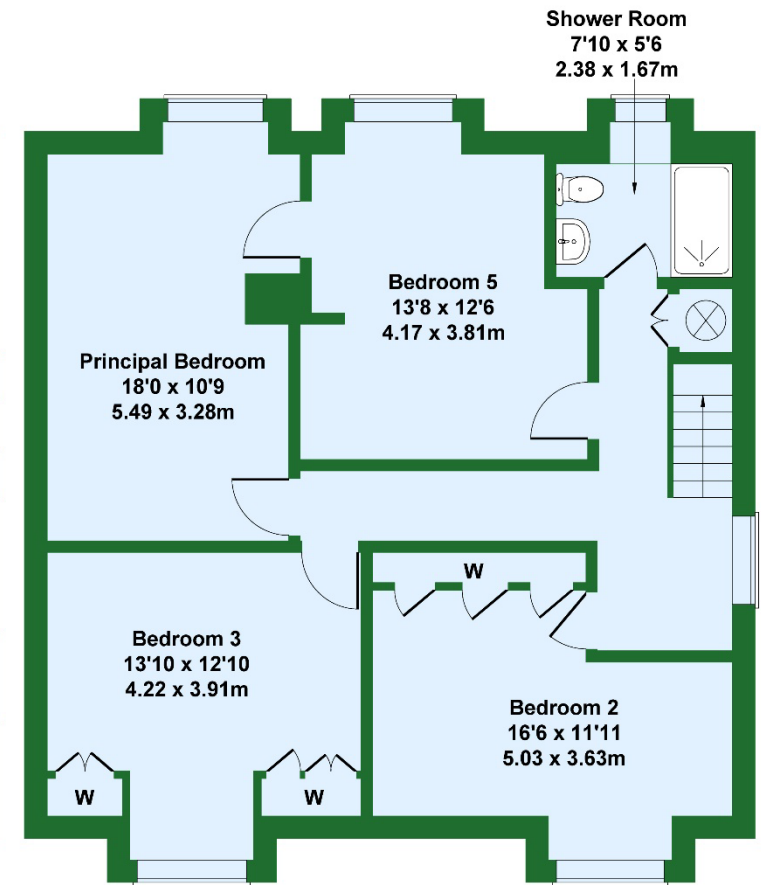 Shower Room
7'10 x 5'6
2.38 x 1.67m
Bedroom 5
13'8 x 12'6
4.17 x 3.81m
Principal Bedroom
18'0 x 10'9
5.49 x 3.28m
W
Bedroom 3
13'10 x 12'10
4.22 x 3.91m
Bedroom 2
16'6 x 11'11
5.03 x 3.63m
W
W